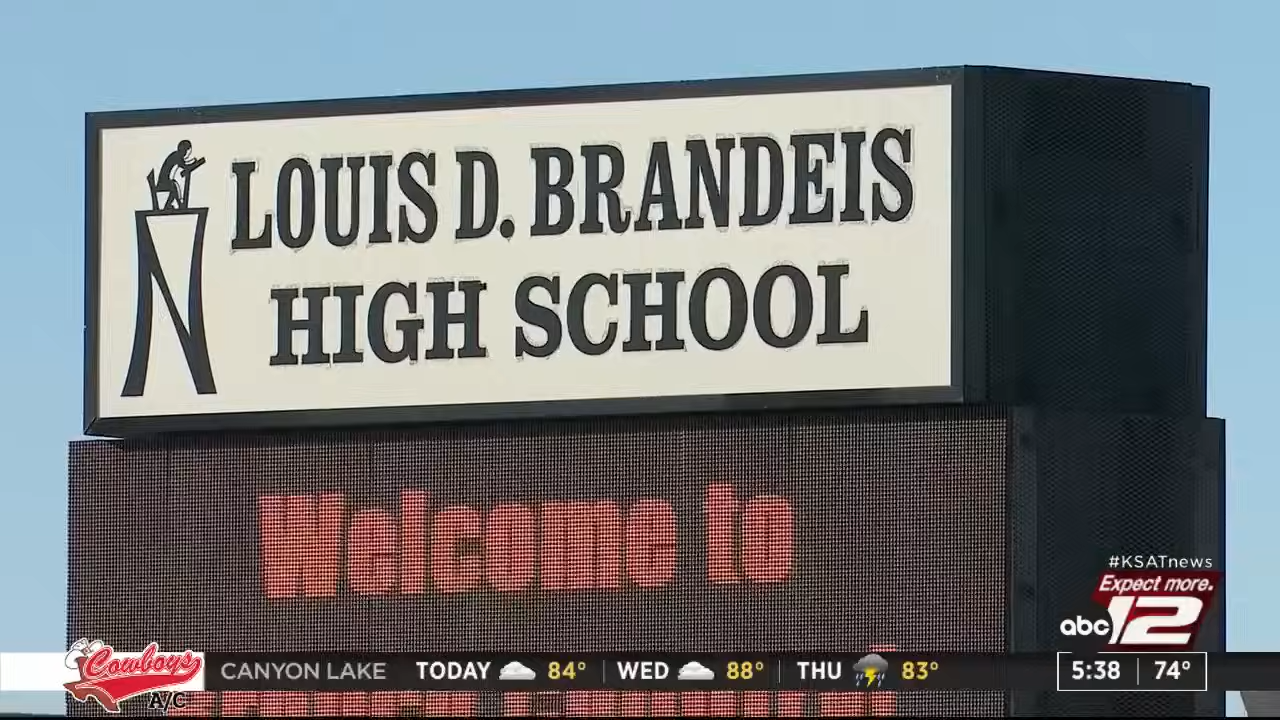 LOUIS D. BRANDEIS
HIGH SCHOOL
Welcome to
#KSATnews
Expect more.
abc 12
Cowboys
A/C
CANYON LAKE TODAY 84° WED 88° THU 83°
5:38 74°